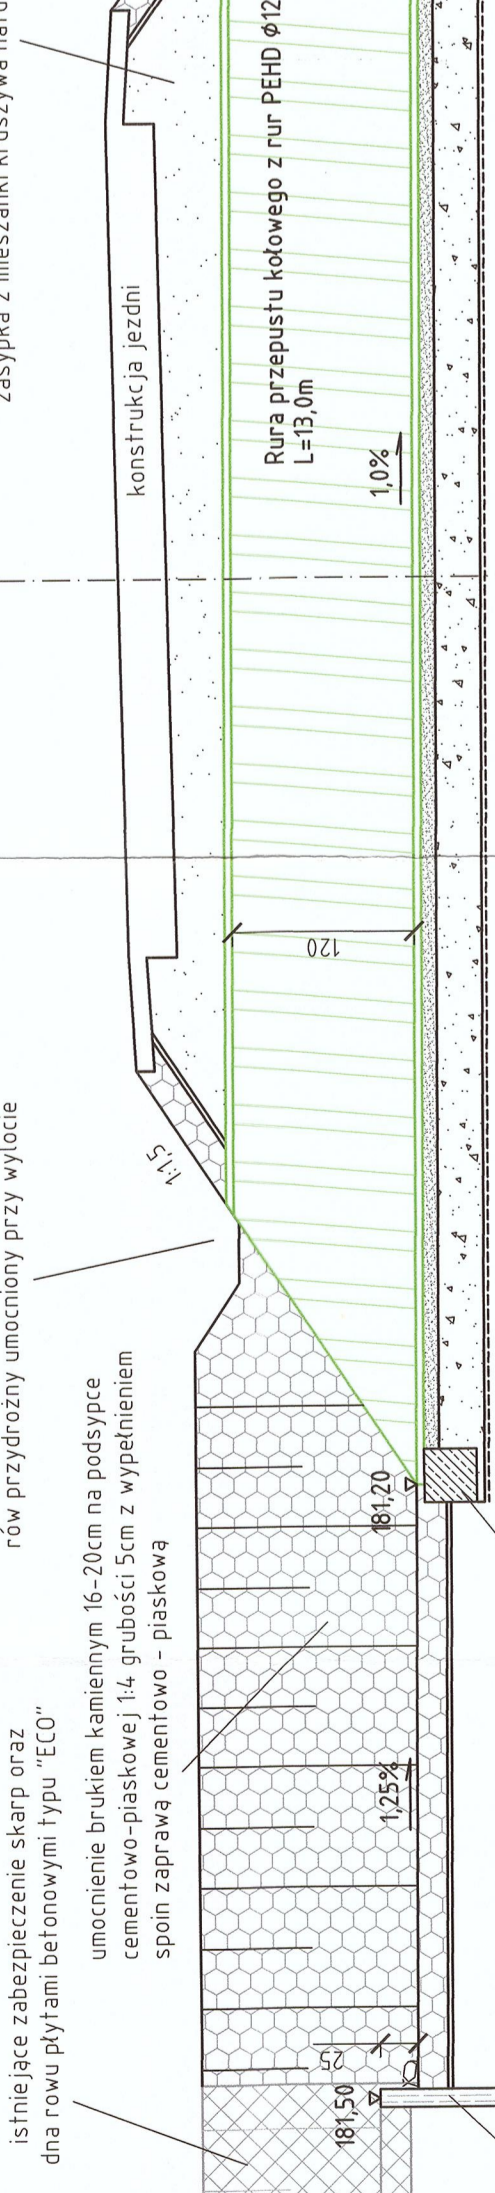 istniejące zabezpieczenie skarp oraz
dna rowu płytami betonowymi typu "ECO"
umocnienie brukiem kamiennym 16-20cm na podsypce
cementowo-piaskowej 1:4 grubości 5cm z wypełnieniem
spoin zaprawą cementowo - piaskową
rów przydrożny umocniony przy wylocie
zasypka z mieszanki kruszywa
konstrukcja jezdni
Rura przepustu kołowego z rur PEHD ϕ12
L=13,0m
1,0%
1:1,5
120
181,20
1,25%
25
181,50